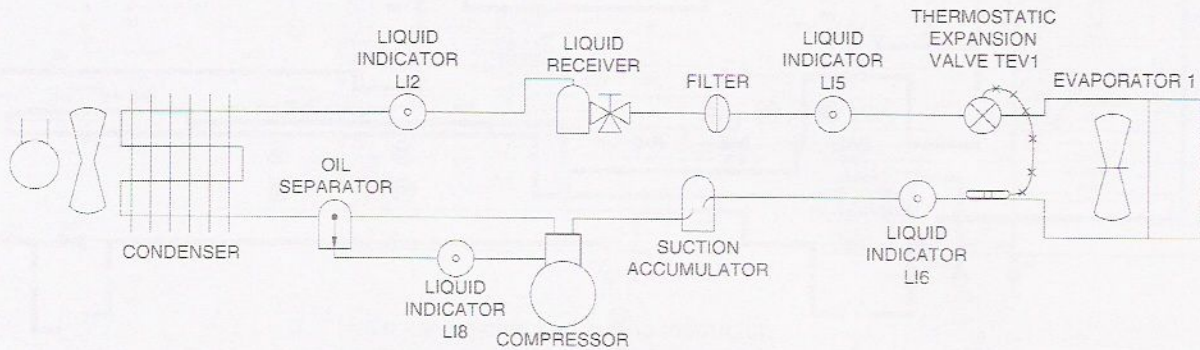 LIQUID
INDICATOR
LI2
LIQUID
RECEIVER
FILTER
LIQUID
INDICATOR
LI5
THERMOSTATIC
EXPANSION
VALVE TEV1
EVAPORATOR 1
OIL
SEPARATOR
CONDENSER
LIQUID
INDICATOR
LI8
COMPRESSOR
SUCTION
ACCUMULATOR
LIQUID
INDICATOR
LI6